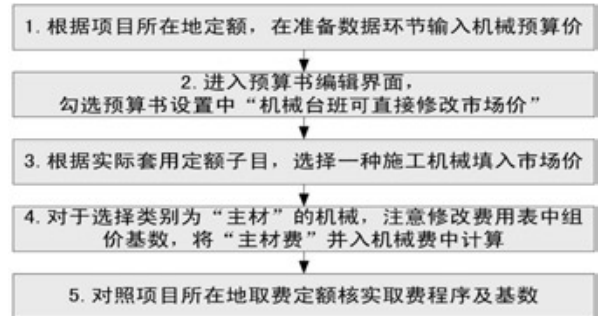 1. 根据项目所在地定额，在准备数据环节输入机械预算价
2. 进入预算书编辑界面，
勾选预算书设置中“机械台班可直接修改市场价”
3. 根据实际套用定额子目，选择一种施工机械填入市场价
4. 对于选择类别为“主材”的机械，注意修改费用表中组
价基数，将“主材费”并入机械费中计算
5. 对照项目所在地取费定额核实取费程序及基数